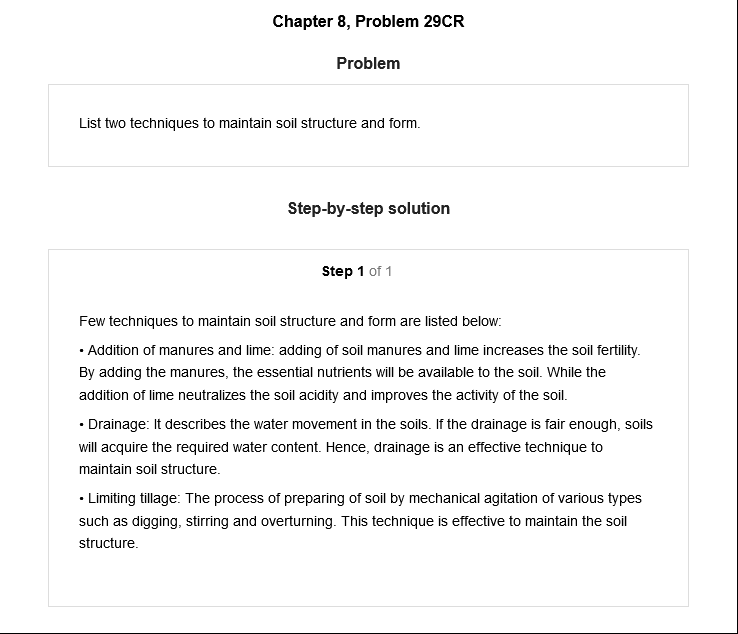 Chapter 8, Problem 29CR
Problem
List two techniques to maintain soil structure and form.
Step-by-step solution
Step 1 of 1
Few techniques to maintain soil structure and form are listed below:
• Addition of manures and lime: adding of soil manures and lime increases the soil fertility.
By adding the manures, the essential nutrients will be available to the soil. While the
addition of lime neutralizes the soil acidity and improves the activity of the soil.
• Drainage: It describes the water movement in the soils. If the drainage is fair enough, soils
will acquire the required water content. Hence, drainage is an effective technique to
maintain soil structure.
• Limiting tillage: The process of preparing of soil by mechanical agitation of various types
such as digging, stirring and overturning. This technique is effective to maintain the soil
structure.